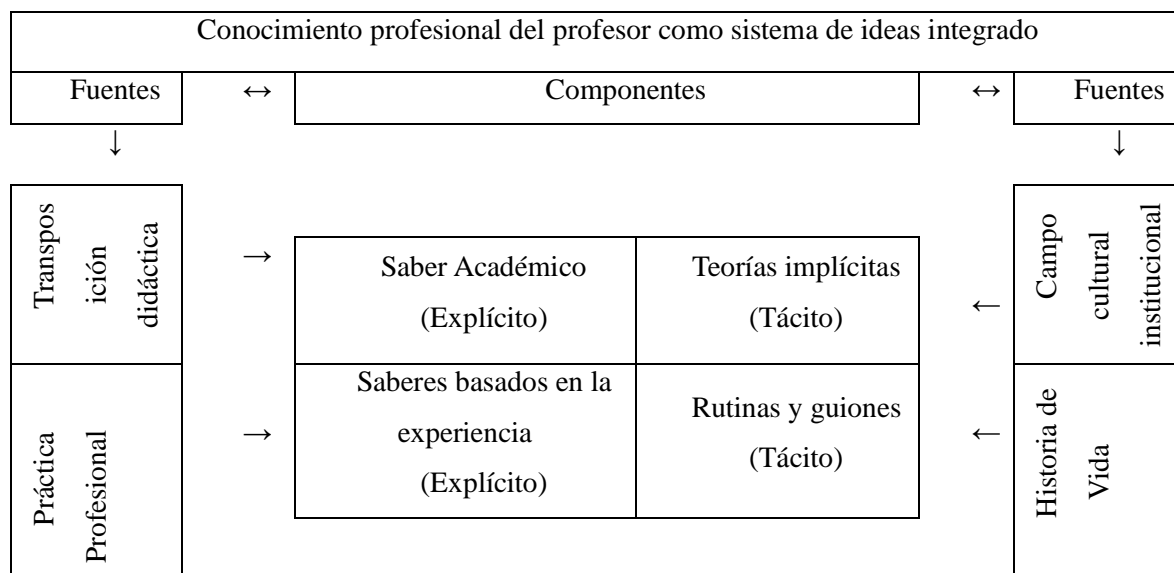 Conocimiento profesional del profesor como sistema de ideas integrado
Fuentes ↔ Componentes ↔ Fuentes
↓ ↓
Transpos
ición
didáctica
→
Saber Académico
(Explícito)
Teorías implícitas
(Tácito)
←
Campo
cultural
institucional
Práctica
Profesional
→
Saberes basados en la
experiencia
(Explícito)
Rutinas y guiones
(Tácito)
←
Historia de
Vida